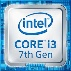 intel
CORE i3
7th Gen